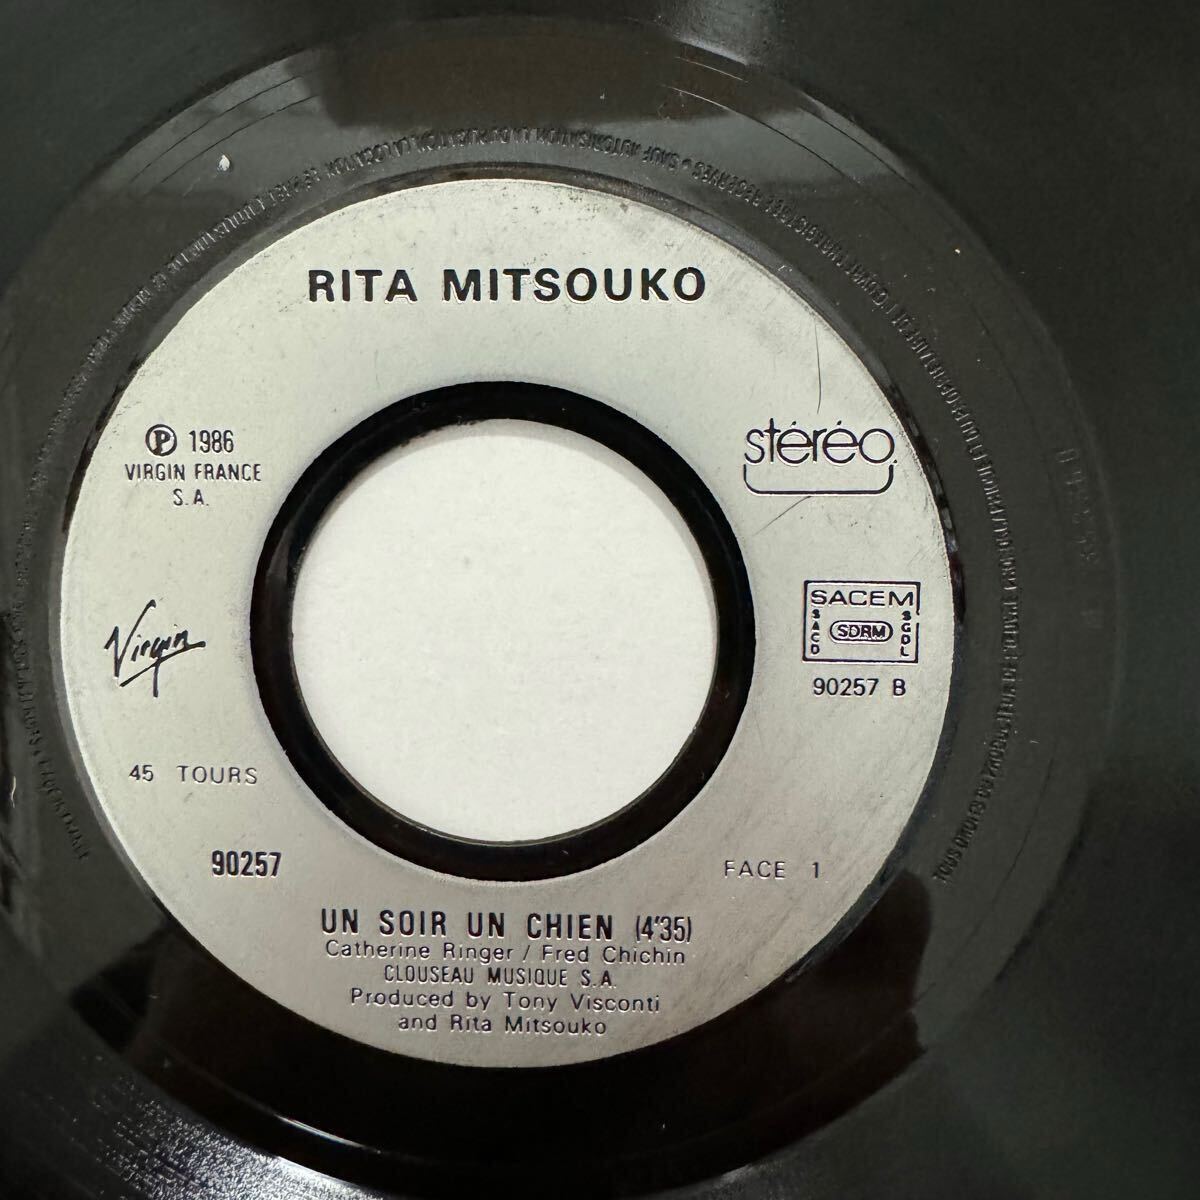 RITA MITSOUKO
℗ 1986
VIRGIN FRANCE
S.A.
stéréo
Virgin
SACEM
SACD
SDRM
SGDL
90257 B
45 TOURS
90257
FACE 1
UN SOIR UN CHIEN (4'35)
Catherine Ringer / Fred Chichin
CLOUSEAU MUSIQUE S.A.
Produced by Tony Visconti
and Rita Mitsouko